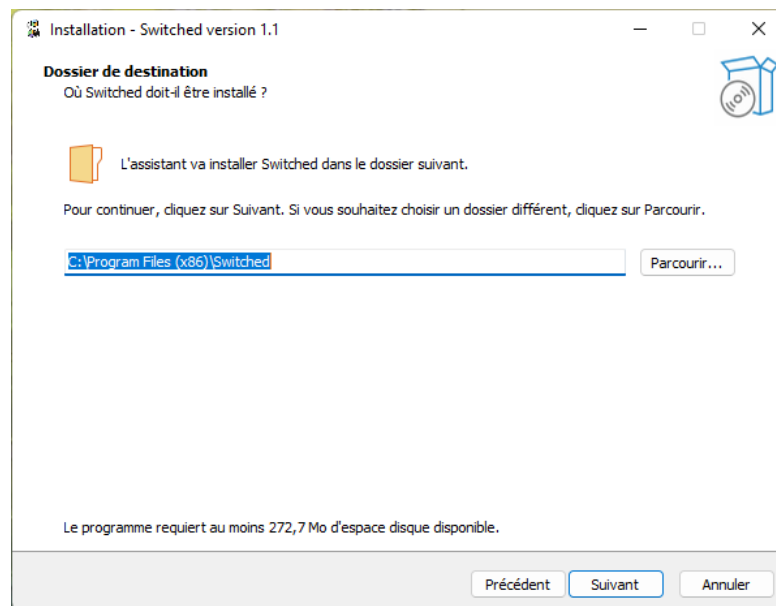 Installation - Switched version 1.1
Dossier de destination
Où Switched doit-il être installé ?
L'assistant va installer Switched dans le dossier suivant.
Pour continuer, cliquez sur Suivant. Si vous souhaitez choisir un dossier différent, cliquez sur Parcourir.
C:\Program Files (x86)\Switched
Parcourir...
Le programme requiert au moins 272,7 Mo d'espace disque disponible.
Précédent
Suivant
Annuler